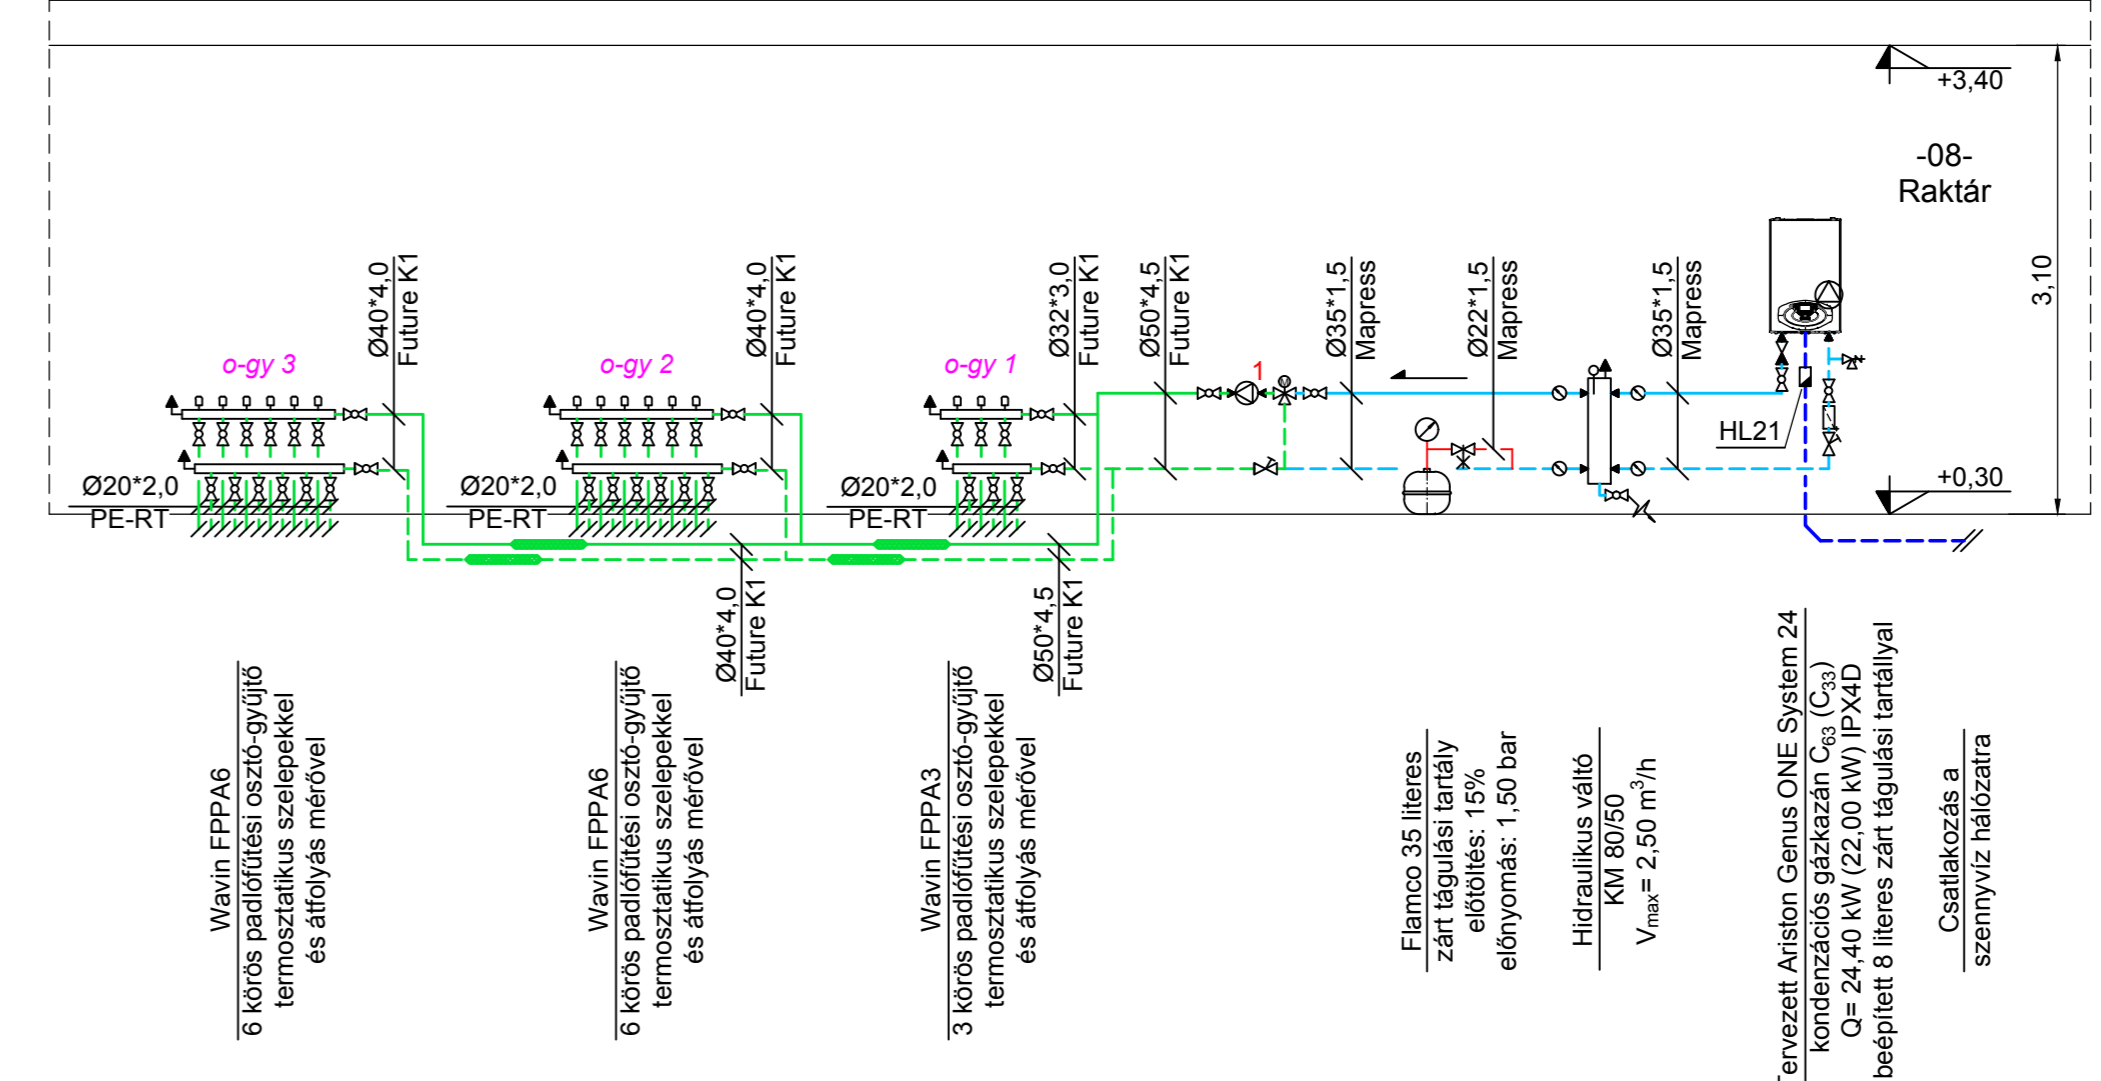 +3,40
-08-
Raktár
3,10
+0,30
Ø40*4,0
Future K1
Ø40*4,0
Future K1
Ø32*3,0
Future K1
Ø50*4,5
Future K1
Ø35*1,5
Mapress
Ø22*1,5
Mapress
Ø35*1,5
Mapress
o-gy 3
o-gy 2
o-gy 1
1
M
HL21
Ø20*2,0
PE-RT
Ø20*2,0
PE-RT
Ø20*2,0
PE-RT
Ø40*4,0
Future K1
Ø50*4,5
Future K1
Wavin FPPA6
6 körös padlófűtési osztó-gyűjtő
termosztatikus szelepekkel
és átfolyás mérővel
Wavin FPPA6
6 körös padlófűtési osztó-gyűjtő
termosztatikus szelepekkel
és átfolyás mérővel
Wavin FPPA3
3 körös padlófűtési osztó-gyűjtő
termosztatikus szelepekkel
és átfolyás mérővel
Flamco 35 literes
zárt tágulási tartály
előtöltés: 15%
előnyomás: 1,50 bar
Hidraulikus váltó
KM 80/50
Vmax= 2,50 m³/h
Tervezett Ariston Genus ONE System 24
kondenzációs gázkazán C63 (C33)
Q= 24,40 kW (22,00 kW) IPX4D
beépített 8 literes zárt tágulási tartállyal
Csatlakozás a
szennyvíz hálózatra